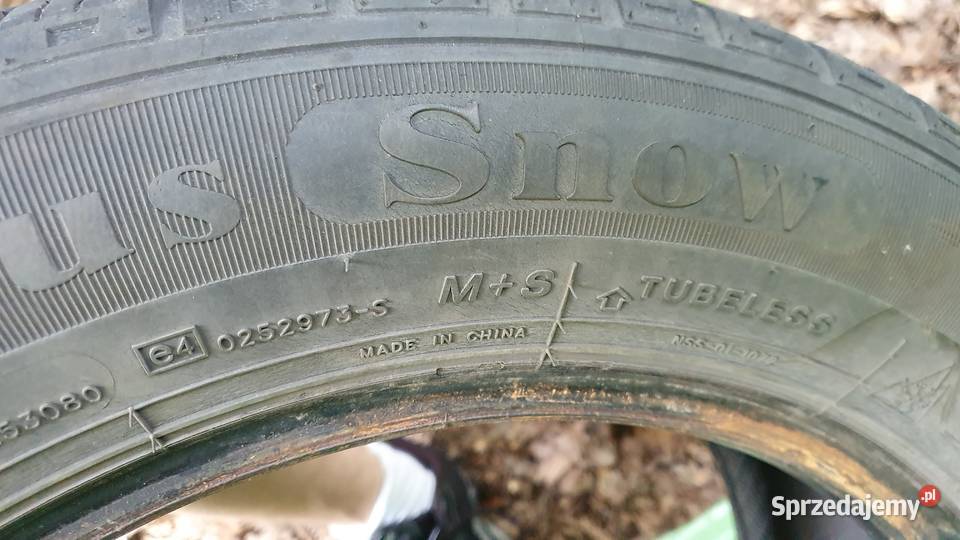 us Snow
M+S TUBELESS
e4 0252973-S
MADE IN CHINA
53080
Sprzedajemy.pl